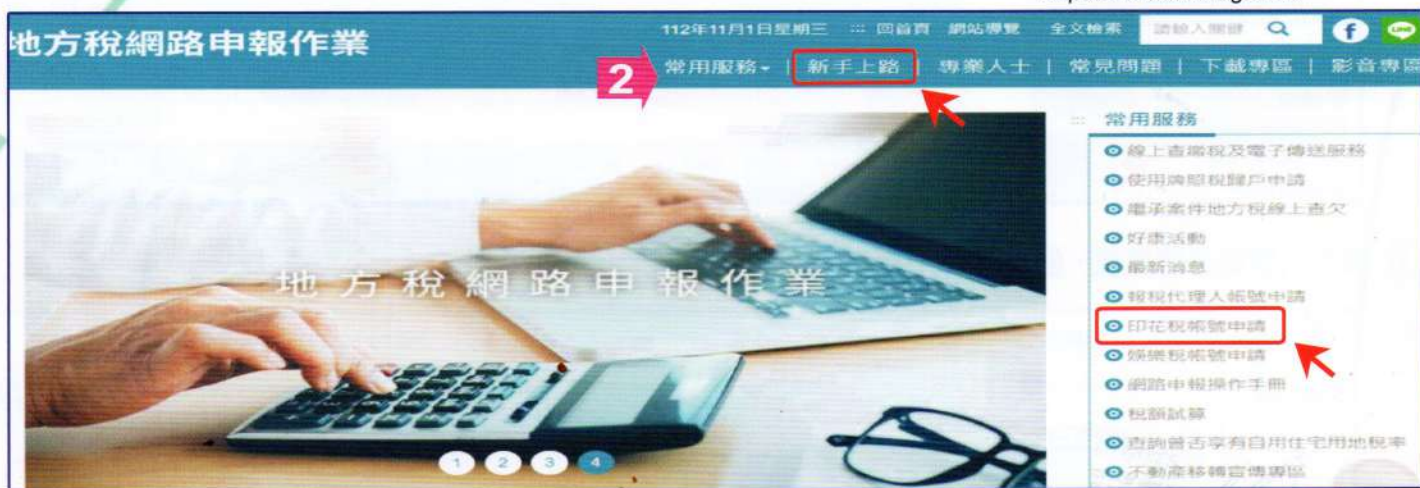 地方稅網路申報作業
112年11月1日星期三 ::: 回首頁 網站導覽 全文檢索 請輸入關鍵
2
常用服務 | 新手上路 | 專業人士 | 常見問題 | 下載專區 | 影音專區
地方稅網路申報作業
1 2 3 4
::: 常用服務
線上查繳稅及電子傳送服務
使用牌照稅歸戶申請
繼承案件地方稅線上查欠
好康活動
最新消息
報稅代理人帳號申請
印花稅帳號申請
娛樂稅帳號申請
網路申報操作手冊
稅額試算
查詢曾否享有自用住宅用地稅率
不動產移轉宣傳專區